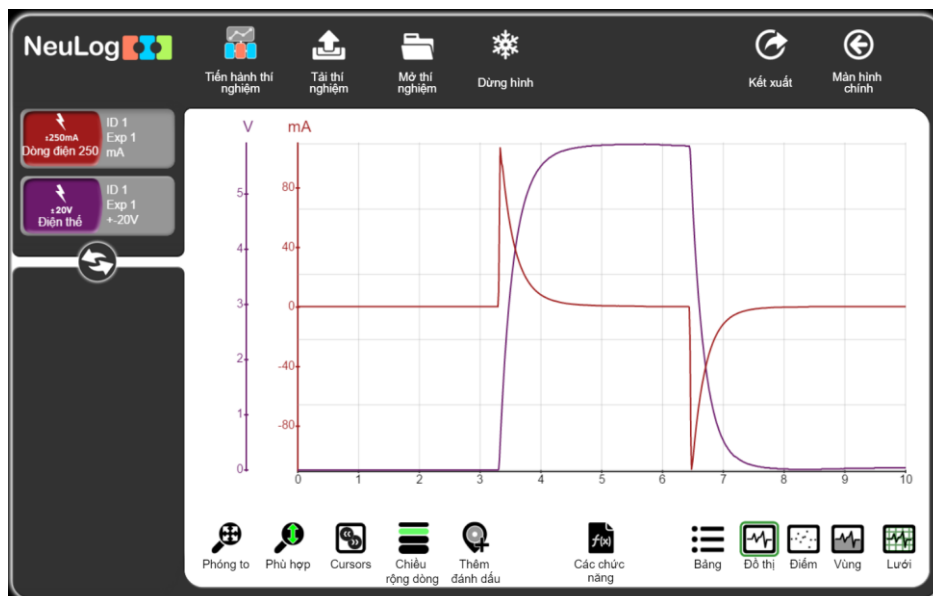 NeuLog
Tiến hành thí
nghiệm
Tải thí
nghiệm
Mở thí
nghiệm
Dừng hình
Kết xuất
Màn hình
chính
±250mA
Dòng điện 250
ID 1
Exp 1
mA
±20V
Điện thế
ID 1
Exp 1
+-20V
V
mA
5
4
3
2
1
0
80
40
0
-40
-80
0
1
2
3
4
5
6
7
8
9
10
Phóng to
Phù hợp
Cursors
Chiều
rộng dòng
Thêm
đánh dấu
f(x)
Các chức
năng
Bảng
Đồ thị
Điểm
Vùng
Lưới